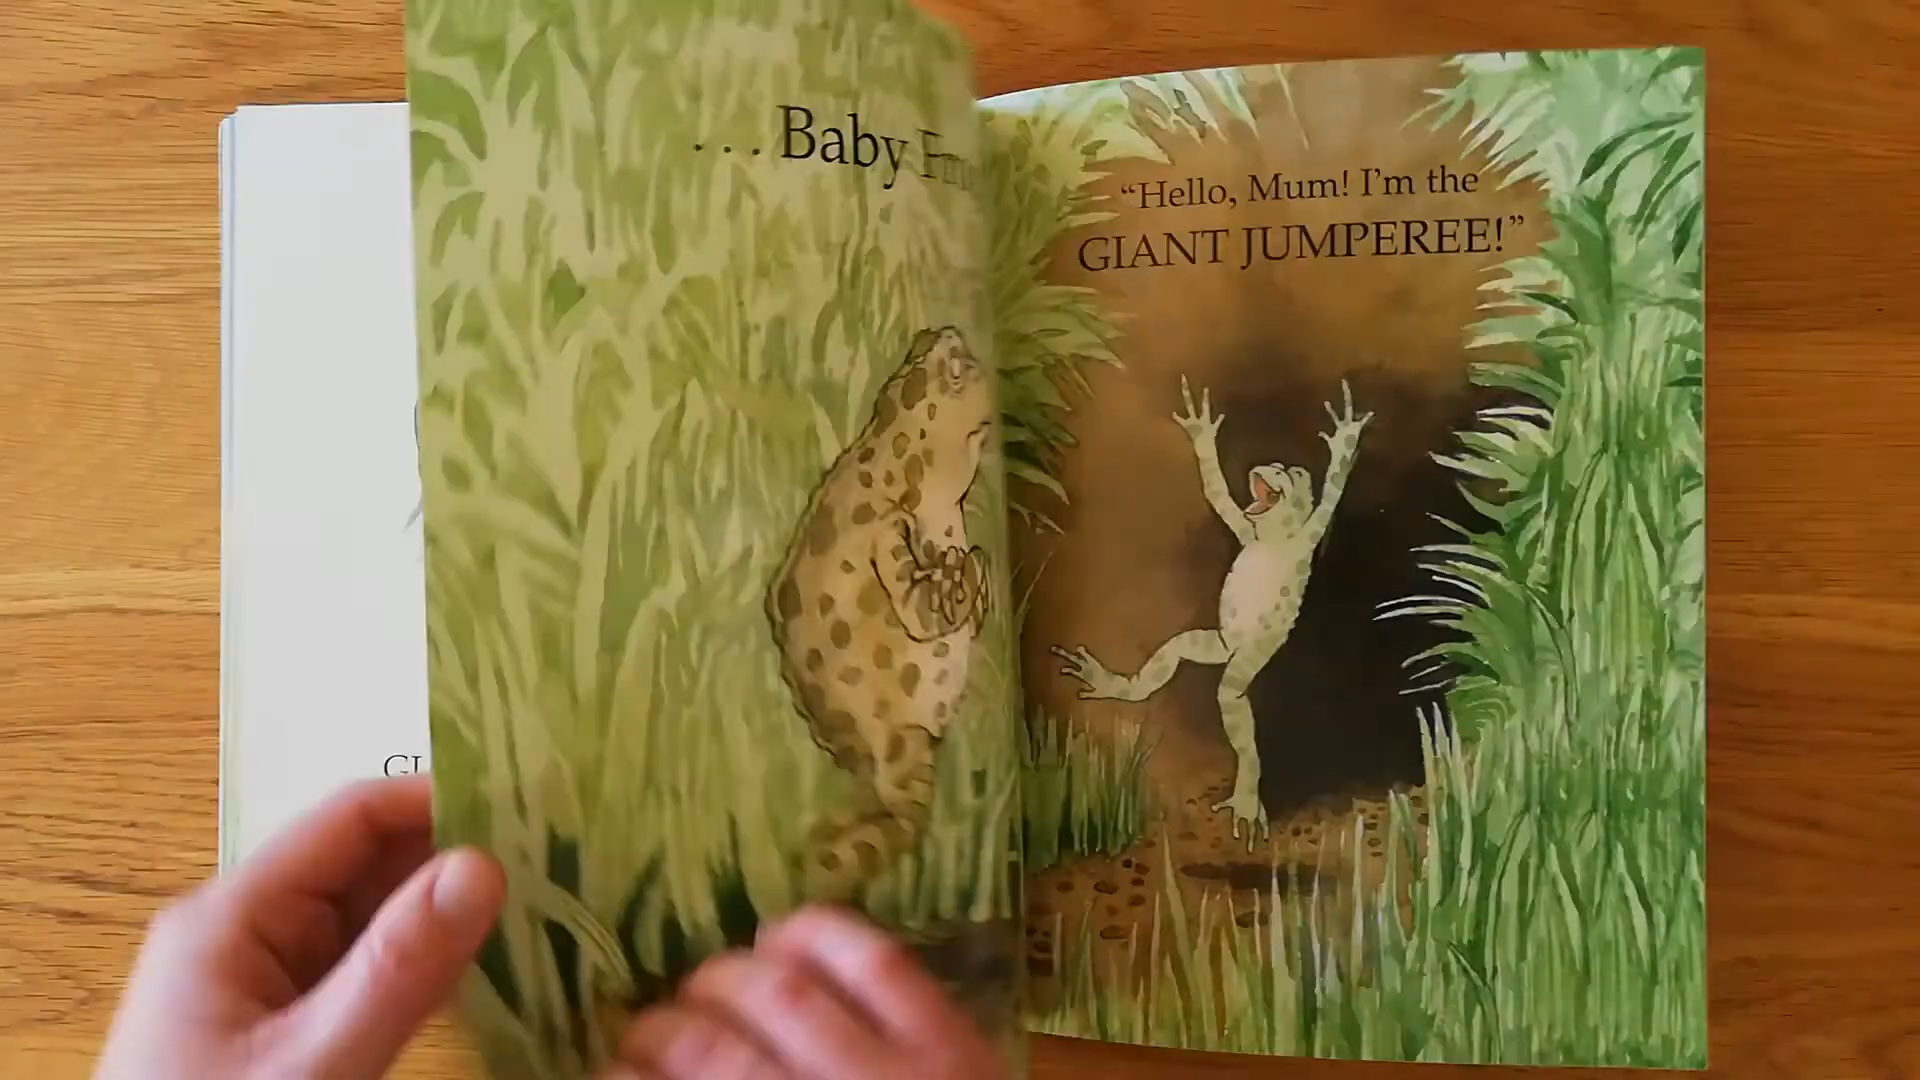 ... Baby
“Hello, Mum! I’m the
GIANT JUMPEREE!”